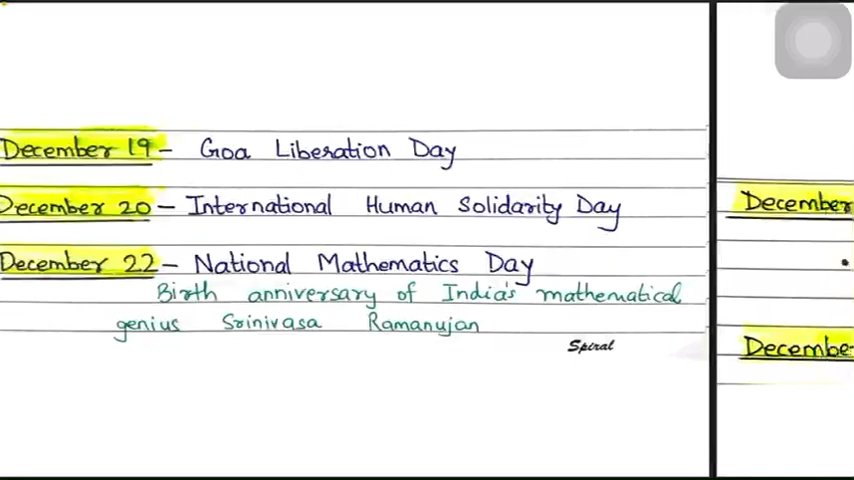 December 19 - Goa Liberation Day
December 20 - International Human Solidarity Day
December 22 - National Mathematics Day
Birth anniversary of India's mathematical
genius Srinivasa Ramanujan
Spiral
December
December